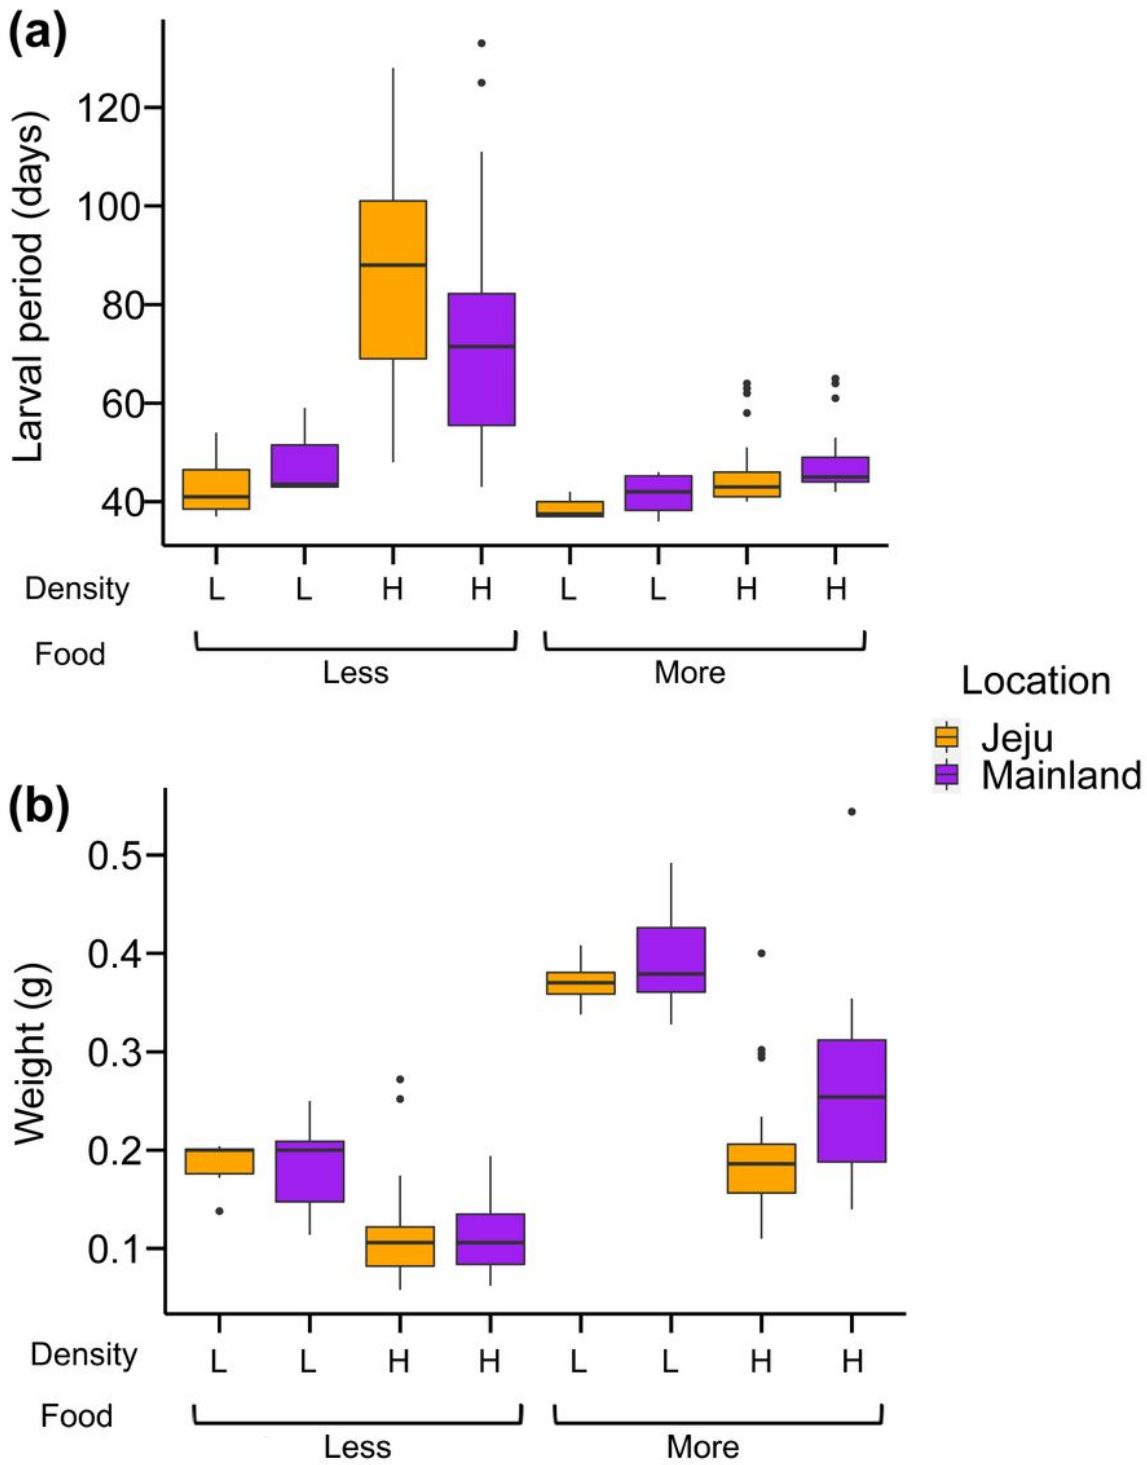 (a)
Larval period (days)
120
100
80
60
40
Density L L H H L L H H
Food
Less More
Location
Jeju
Mainland
(b)
Weight (g)
0.5
0.4
0.3
0.2
0.1
Density L L H H L L H H
Food
Less More